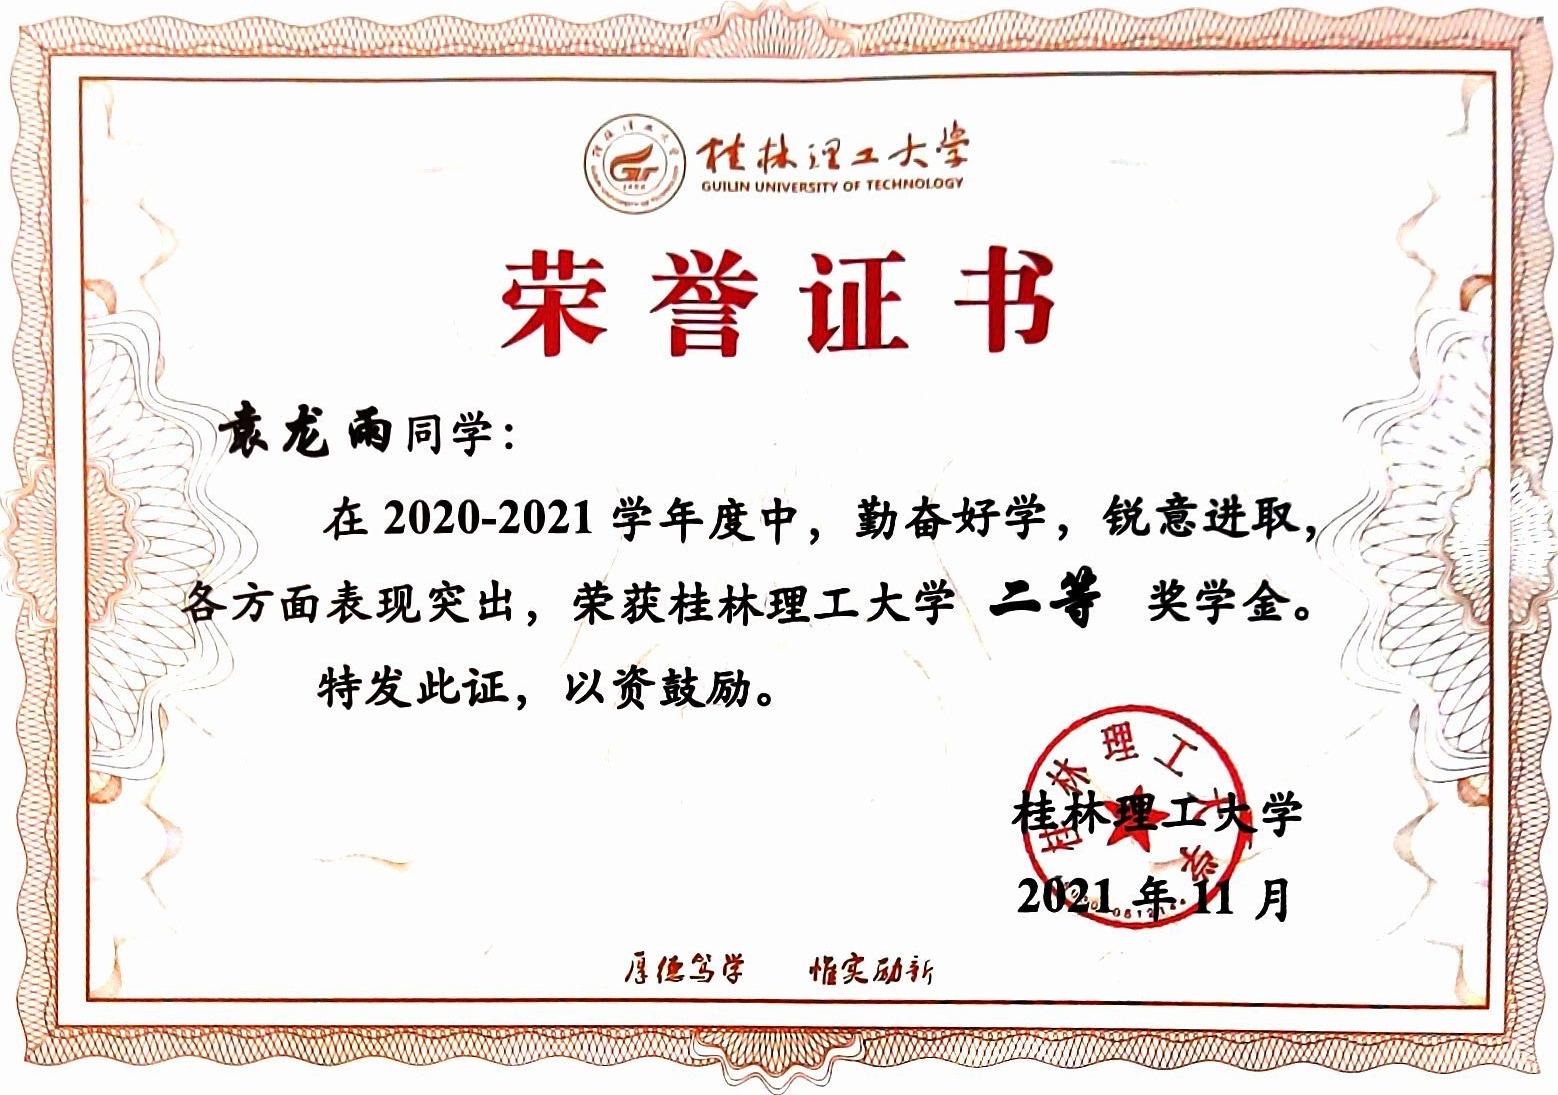 桂林理工大学
GUILIN UNIVERSITY OF TECHNOLOGY
荣誉证书
袁龙雨同学：
在 2020-2021 学年度中，勤奋好学，锐意进取，
各方面表现突出，荣获桂林理工大学 二等 奖学金。
特发此证，以资鼓励。
桂林理工大学
桂林理工大学
2021 年 11 月
厚德笃学 惟实励新